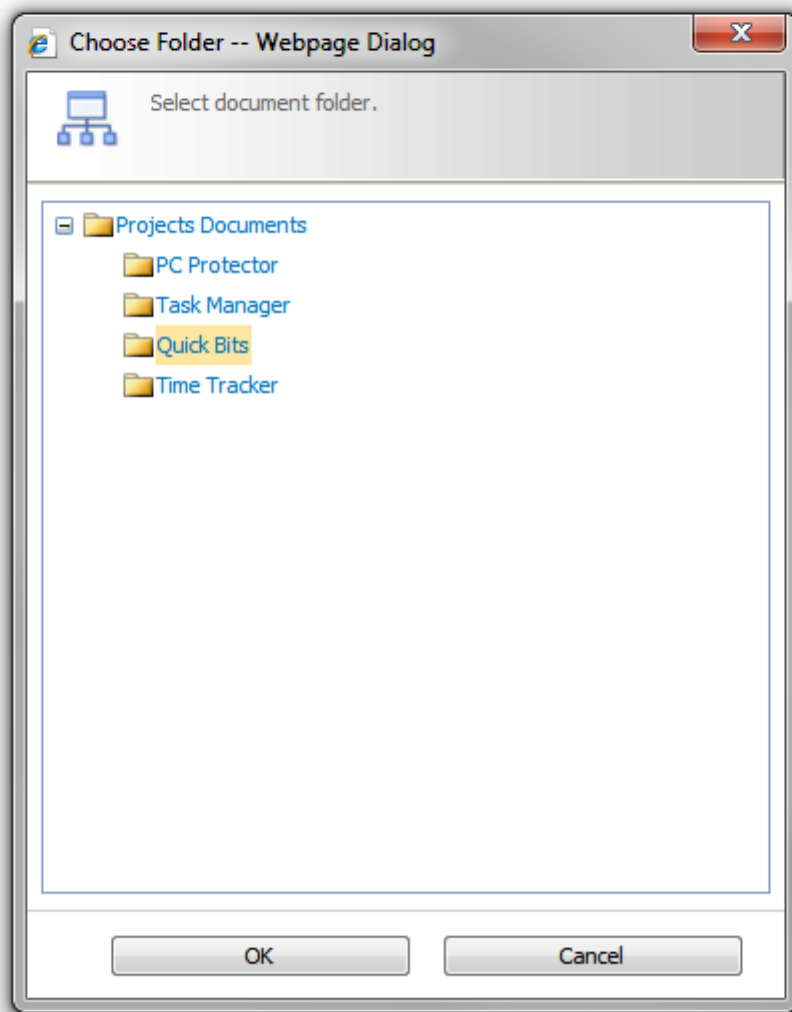 Choose Folder -- Webpage Dialog
Select document folder.
Projects Documents
PC Protector
Task Manager
Quick Bits
Time Tracker
OK
Cancel